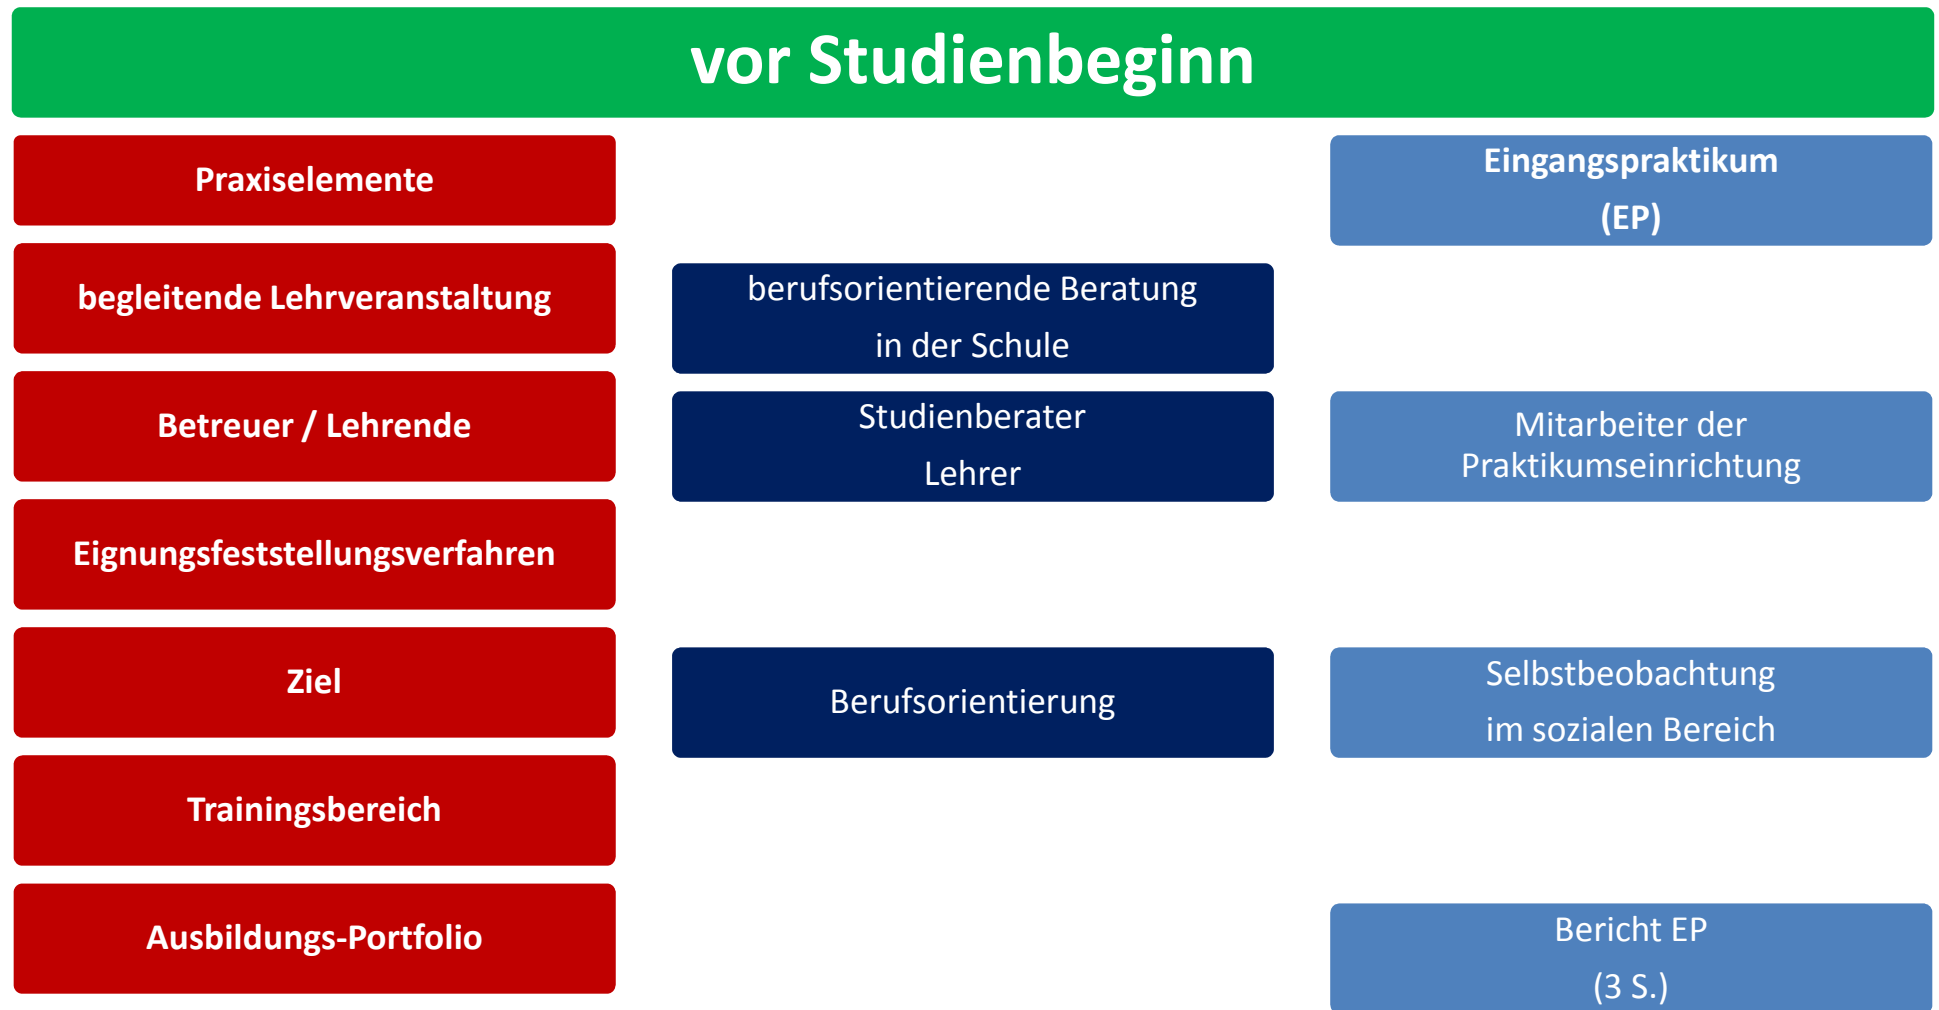 vor Studienbeginn
Praxiselemente
Eingangspraktikum
(EP)
begleitende Lehrveranstaltung
berufsorientierende Beratung
in der Schule
Betreuer / Lehrende
Studienberater
Lehrer
Mitarbeiter der
Praktikumseinrichtung
Eignungsfeststellungsverfahren
Ziel
Berufsorientierung
Selbstbeobachtung
im sozialen Bereich
Trainingsbereich
Ausbildungs-Portfolio
Bericht EP
(3 S.)